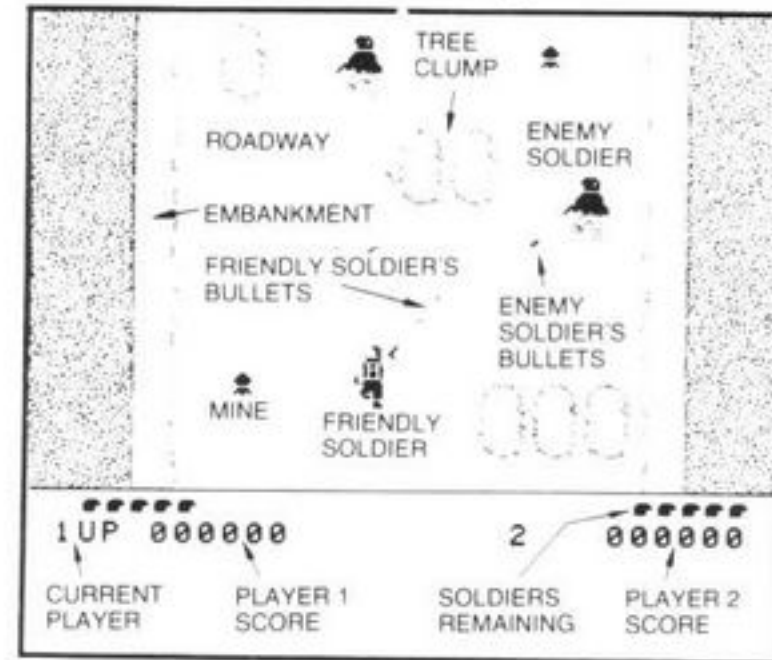 TREE
CLUMP
ROADWAY
ENEMY
SOLDIER
EMBANKMENT
FRIENDLY SOLDIER'S
BULLETS
ENEMY
SOLDIER'S
BULLETS
MINE
FRIENDLY
SOLDIER
1UP 000000 2 000000
CURRENT
PLAYER
PLAYER 1
SCORE
SOLDIERS
REMAINING
PLAYER 2
SCORE